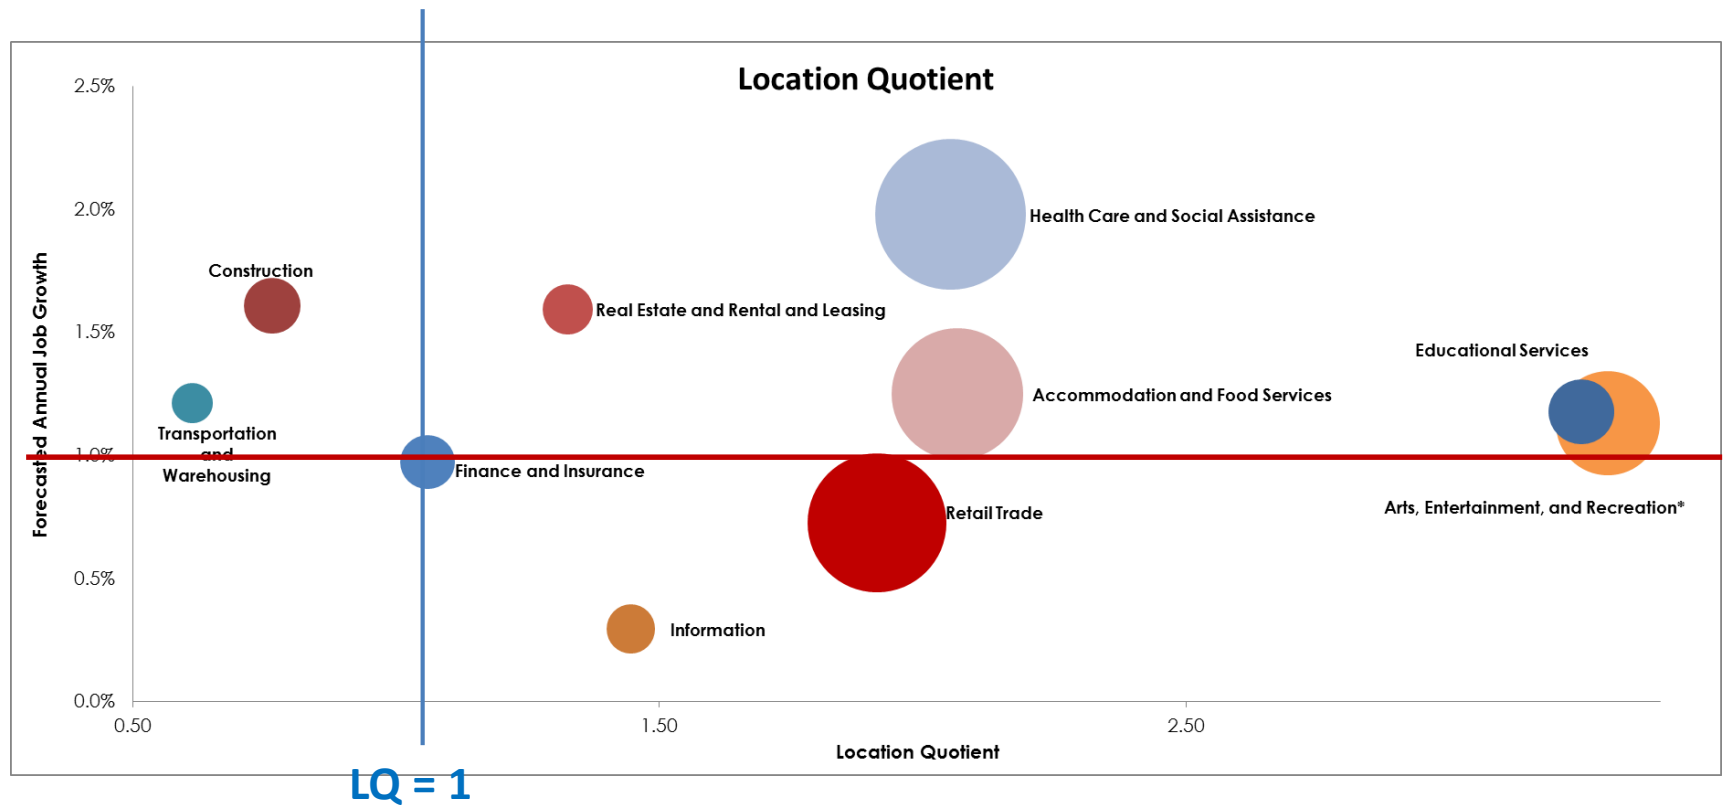 Location Quotient
2.5%
2.0%
1.5%
1.0%
0.5%
0.0%
Forecasted Annual Job Growth
Health Care and Social Assistance
Construction
Real Estate and Rental and Leasing
Educational Services
Accommodation and Food Services
Transportation
and
Warehousing
Finance and Insurance
Arts, Entertainment, and Recreation*
Retail Trade
Information
0.50
1.50
2.50
Location Quotient
LQ = 1